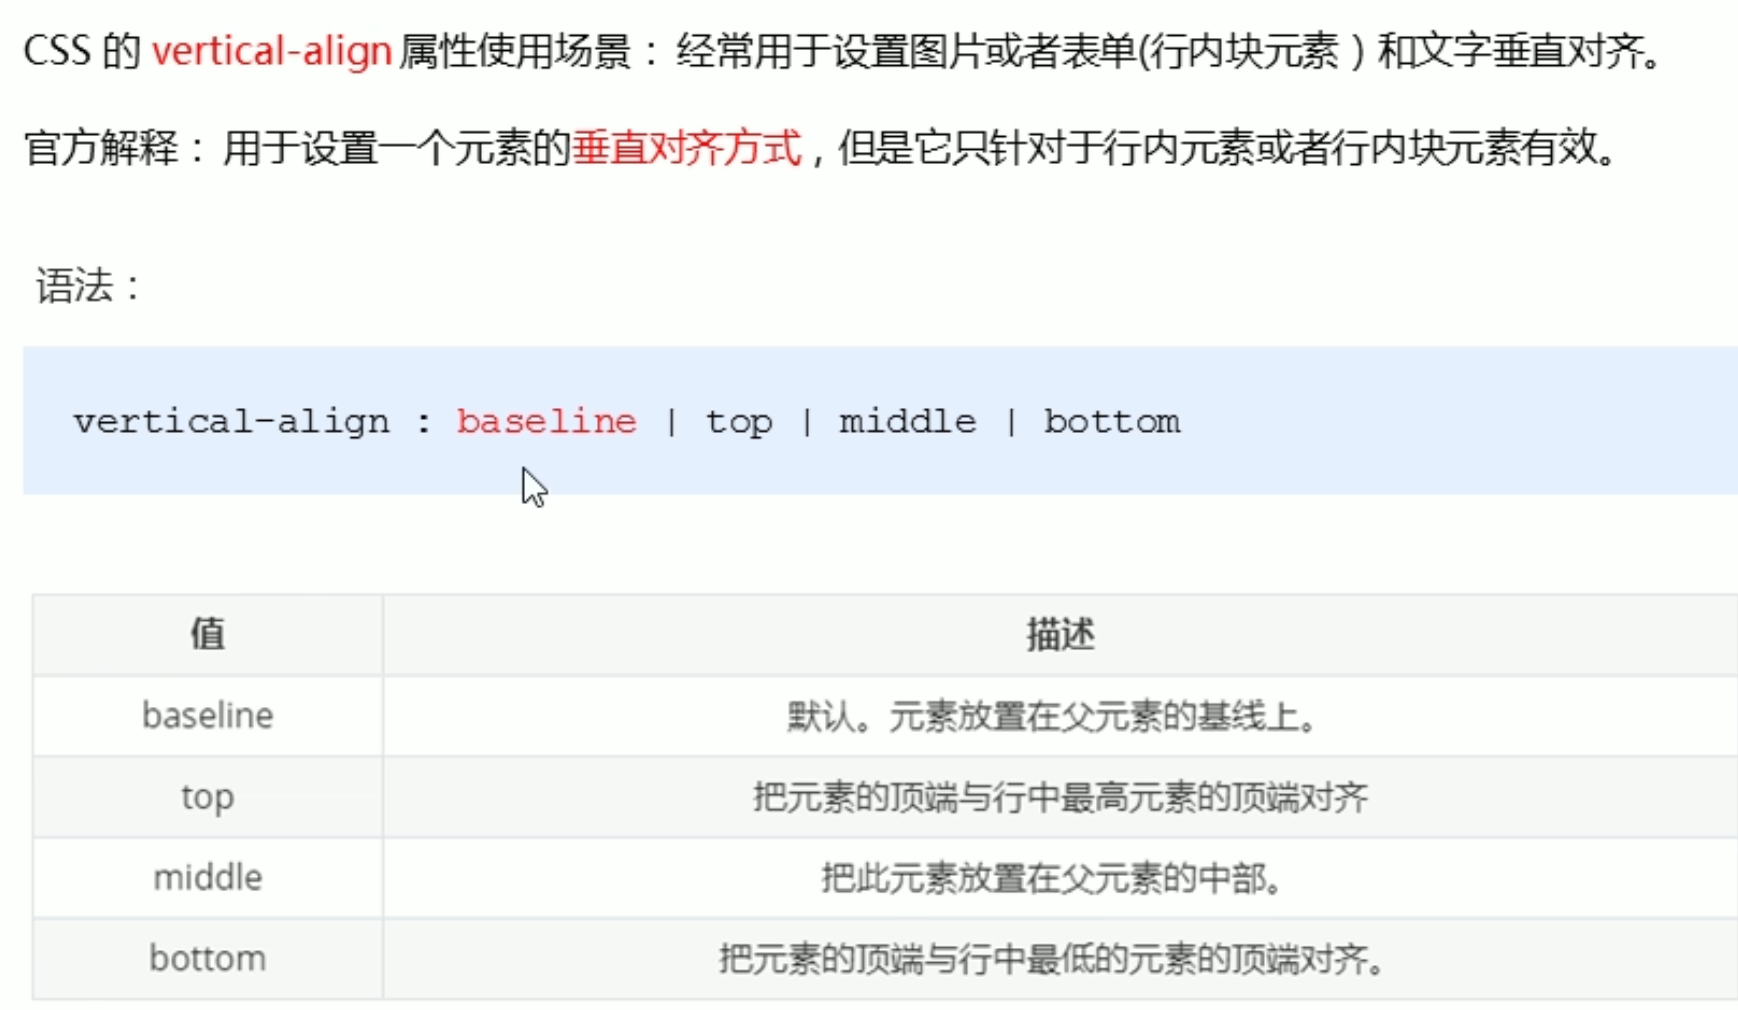 CSS 的 vertical-align 属性使用场景： 经常用于设置图片或者表单(行内块元素）和文字垂直对齐。
官方解释： 用于设置一个元素的垂直对齐方式，但是它只针对于行内元素或者行内块元素有效。
语法：
vertical-align : baseline | top | middle | bottom
值 描述
baseline 默认。元素放置在父元素的基线上。
top 把元素的顶端与行中最高元素的顶端对齐
middle 把此元素放置在父元素的中部。
bottom 把元素的顶端与行中最低的元素的顶端对齐。